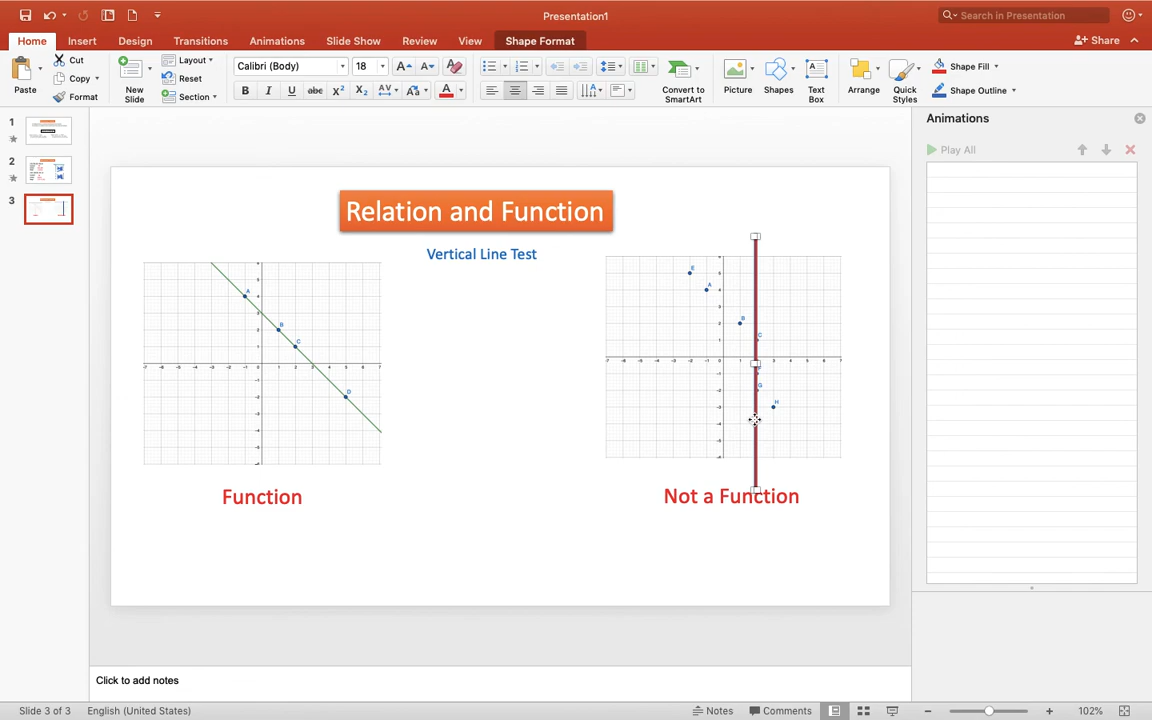 Presentation1
Search in Presentation
Home Insert Design Transitions Animations Slide Show Review View Shape Format
Share
Paste
Cut
Copy
Format
New Slide
Layout
Reset
Section
Calibri (Body) 18
Convert to SmartArt
Picture
Shapes
Text Box
Arrange
Quick Styles
Shape Fill
Shape Outline
1
2
3
Relation and Function
Vertical Line Test
A
B
C
D
E
A
B
C
G
H
Function
Not a Function
Animations
Play All
Click to add notes
Slide 3 of 3 English (United States) Notes Comments 102%